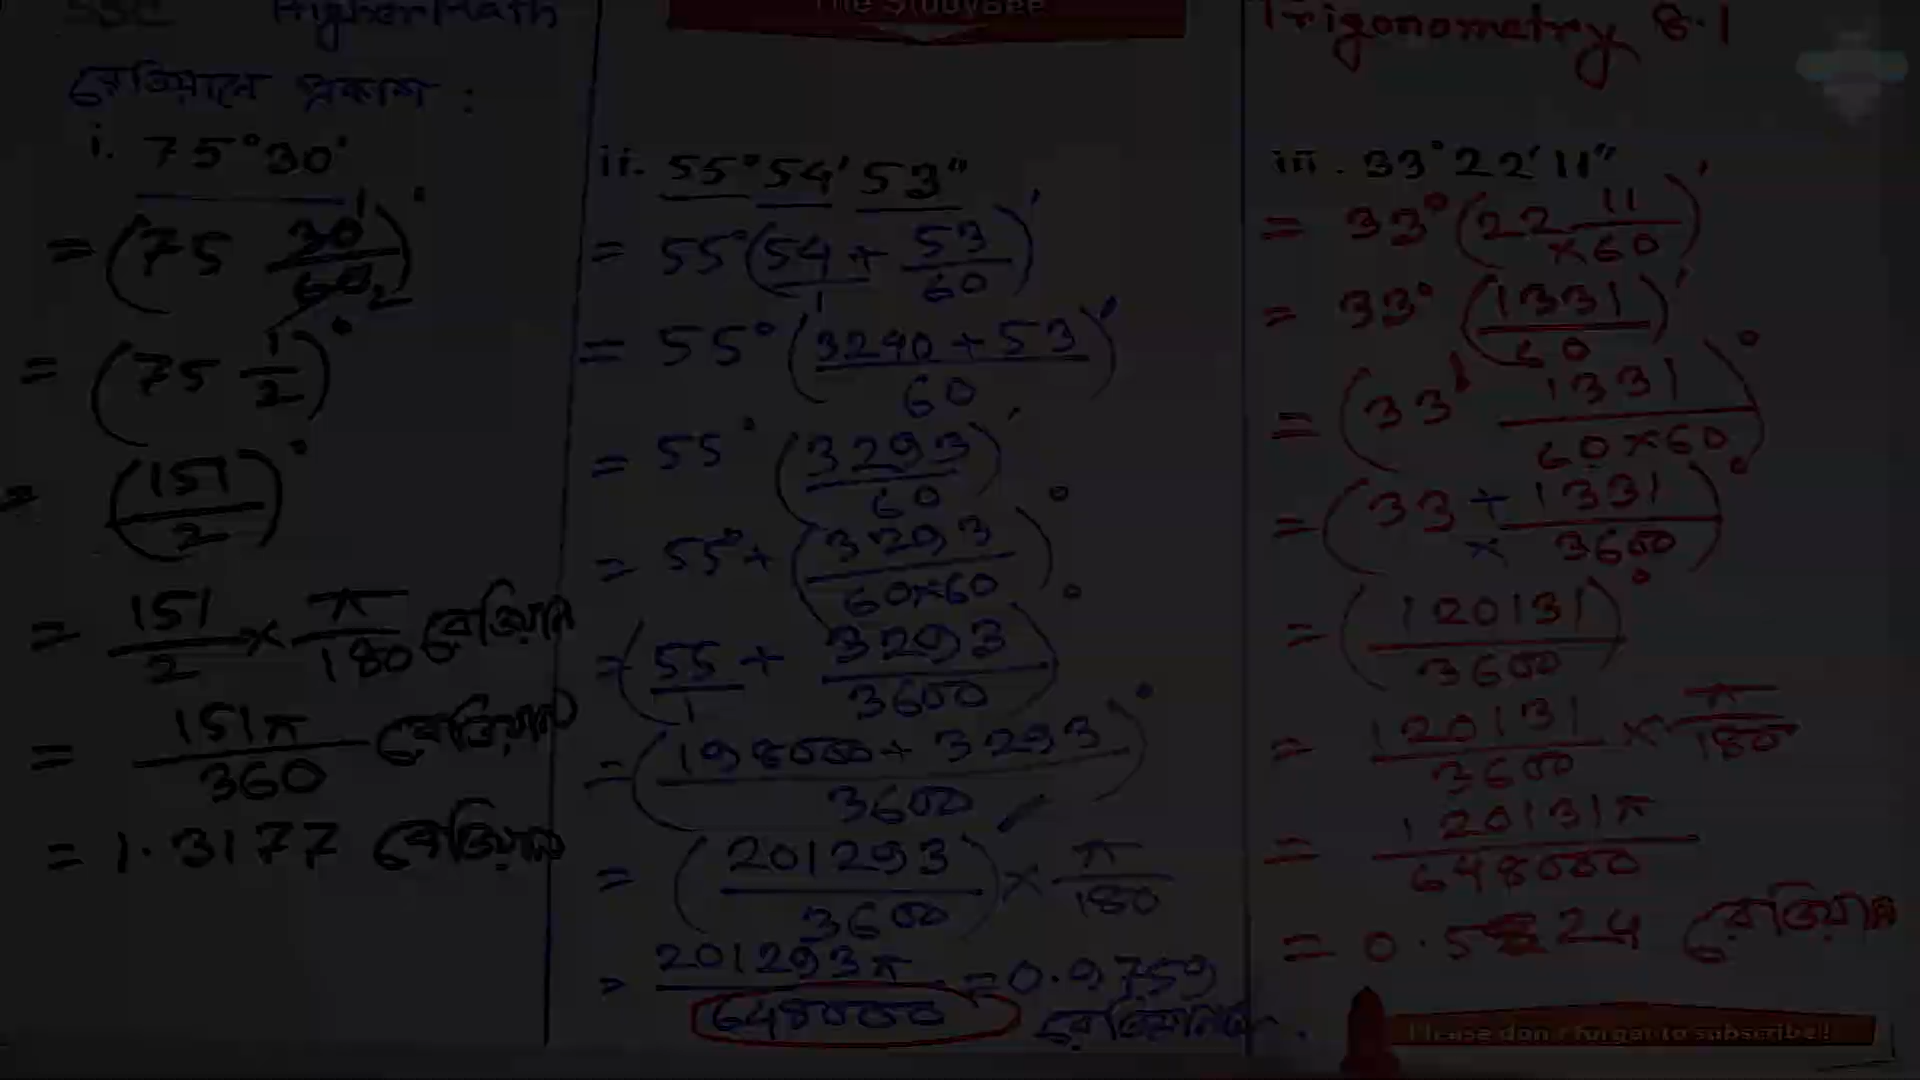 SSC Higher Math
The StudyBee
Trigonometry 8.1
রেডিয়ানে প্রকাশ :
i. 75°30'
= (75 30/60)°
= (75 1/2)°
= (151/2)°
= 151/2 × π/180 রেডিয়ান
= 151π/360 রেডিয়ান
= 1.3177 রেডিয়ান
ii. 55°54'53"
= 55°(54 + 53/60)'
= 55°(3240 + 53/60)'
= 55°(3293/60)'
= 55° + (3293/60×60)°
= (55/1 + 3293/3600)°
= (198000 + 3293/3600)°
= (201293/3600) × π/180
= 201293π/648000 = 0.9759
iii. 33°22'11"
= 33°(22 11/×60)'
= 33°(1331/60)'
= (33 1331/60×60)°
= (33 + 1331/3600)°
= (120131/3600)°
= 120131/3600 × π/180
= 120131π/648000
= 0.5824 রেডিয়ান
Please don't forget to subscribe!!